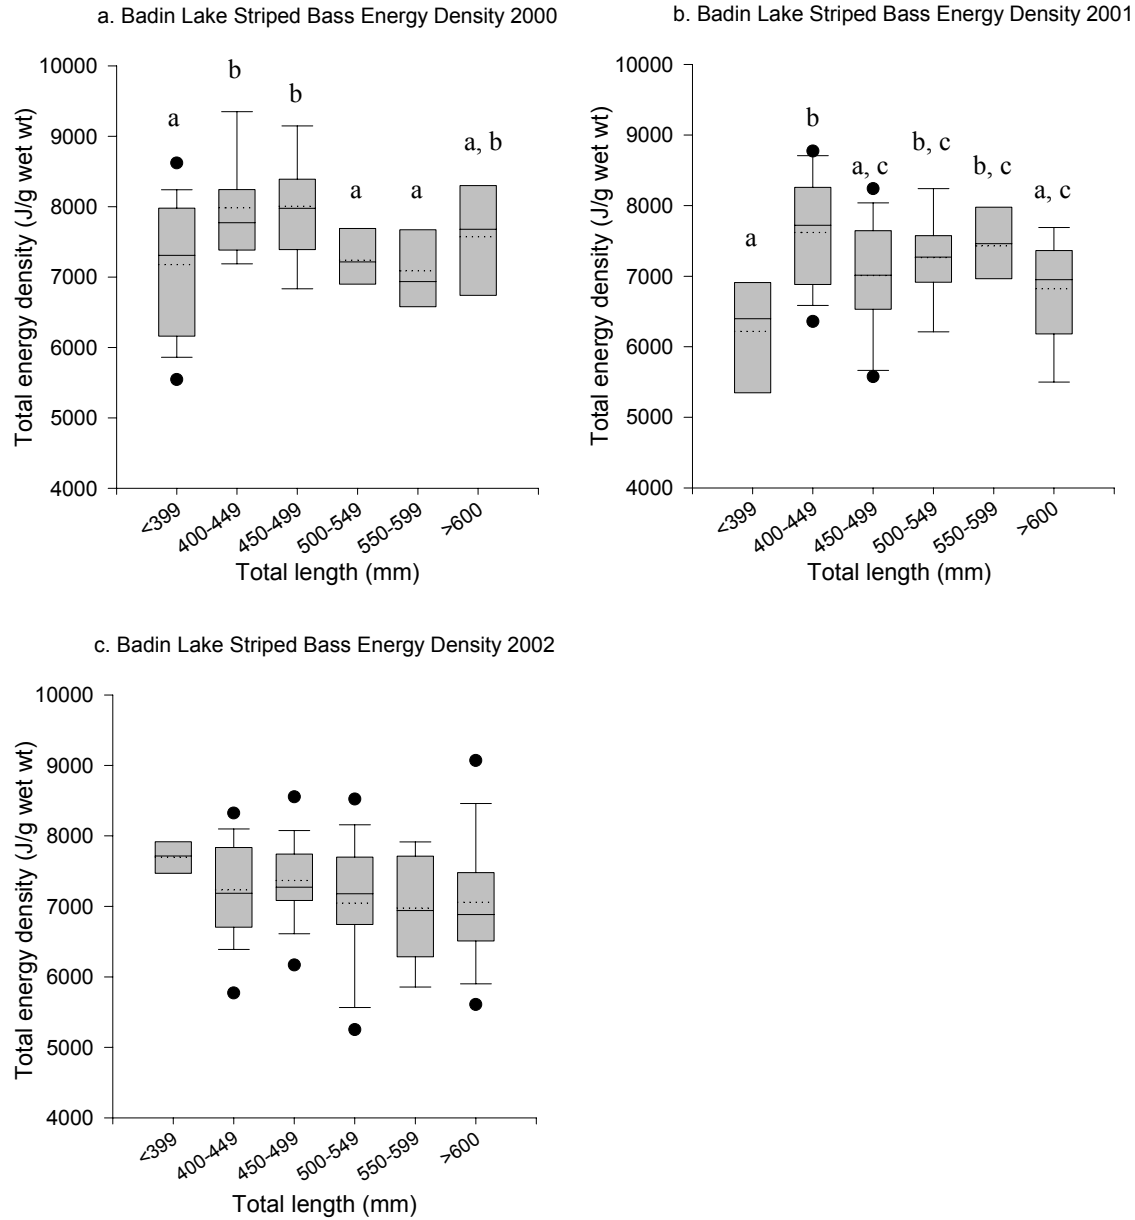 a. Badin Lake Striped Bass Energy Density 2000
Total energy density (J/g wet wt)
10000
9000
8000
7000
6000
5000
4000
a
b
b
a
a
a, b
<399
400-449
450-499
500-549
550-599
>600
Total length (mm)
b. Badin Lake Striped Bass Energy Density 2001
Total energy density (J/g wet wt)
10000
9000
8000
7000
6000
5000
4000
a
b
a, c
b, c
b, c
a, c
<399
400-449
450-499
500-549
550-599
>600
Total length (mm)
c. Badin Lake Striped Bass Energy Density 2002
Total energy density (J/g wet wt)
10000
9000
8000
7000
6000
5000
4000
<399
400-449
450-499
500-549
550-599
>600
Total length (mm)